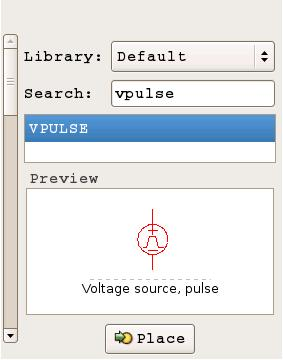 Library: Default
Search: vpulse
VPULSE
Preview
Voltage source, pulse
Place